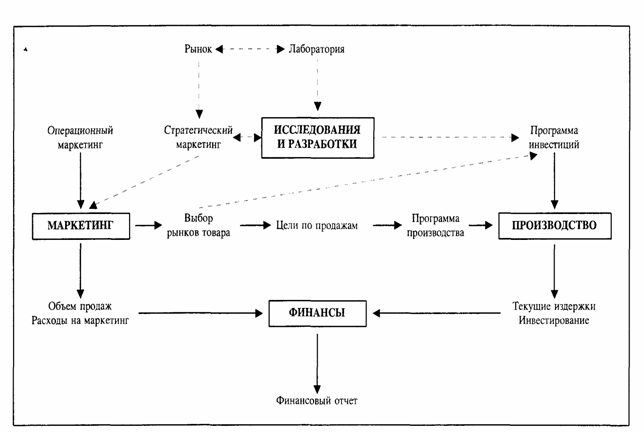 Рынок
Лаборатория
Операционный
маркетинг
Стратегический
маркетинг
ИССЛЕДОВАНИЯ
И РАЗРАБОТКИ
Программа
инвестиций
МАРКЕТИНГ
Выбор
рынков товара
Цели по продажам
Программа
производства
ПРОИЗВОДСТВО
Объем продаж
Расходы на маркетинг
ФИНАНСЫ
Текущие издержки
Инвестирование
Финансовый отчет